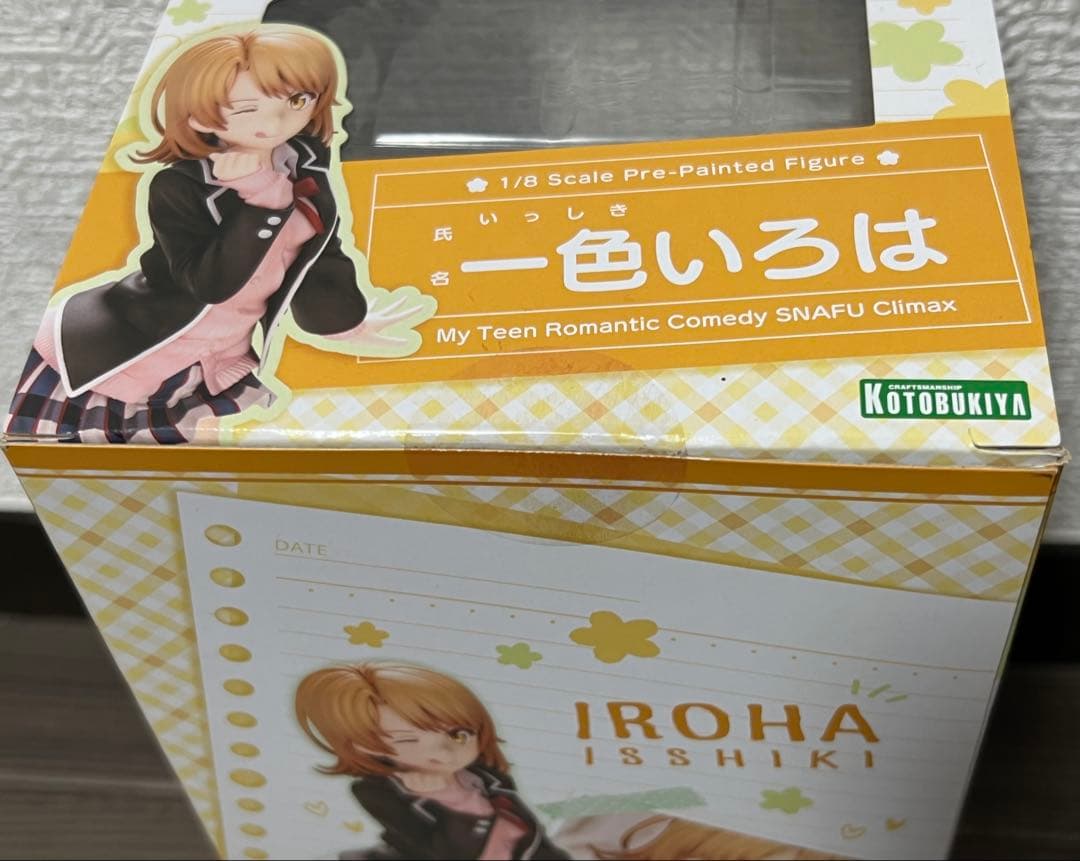 1/8 Scale Pre-Painted Figure
いっしき
氏名 一色いろは
My Teen Romantic Comedy SNAFU Climax
CRAFTSMANSHIP
KOTOBUKIYA
DATE
IROHA
ISSHIKI